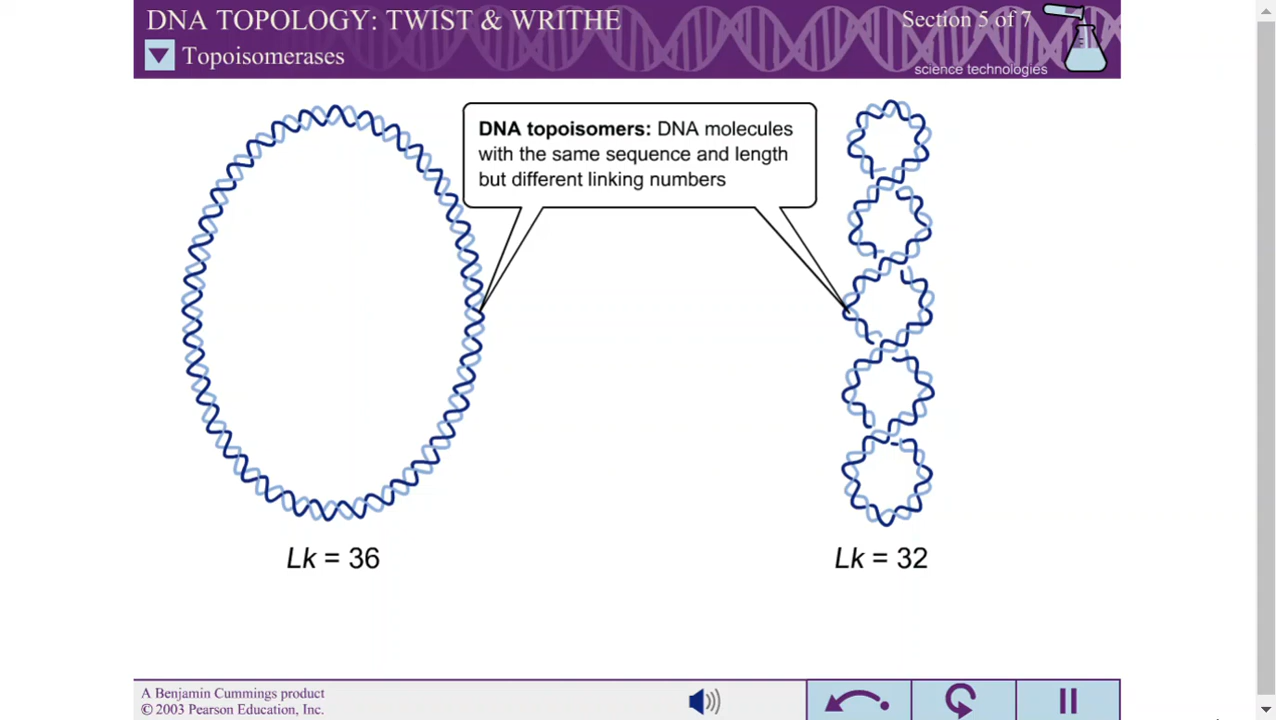 DNA TOPOLOGY: TWIST & WRITHE
Section 5 of 7
Topoisomerases
science technologies
DNA topoisomers: DNA molecules
with the same sequence and length
but different linking numbers
Lk = 36
Lk = 32
A Benjamin Cummings product
© 2003 Pearson Education, Inc.